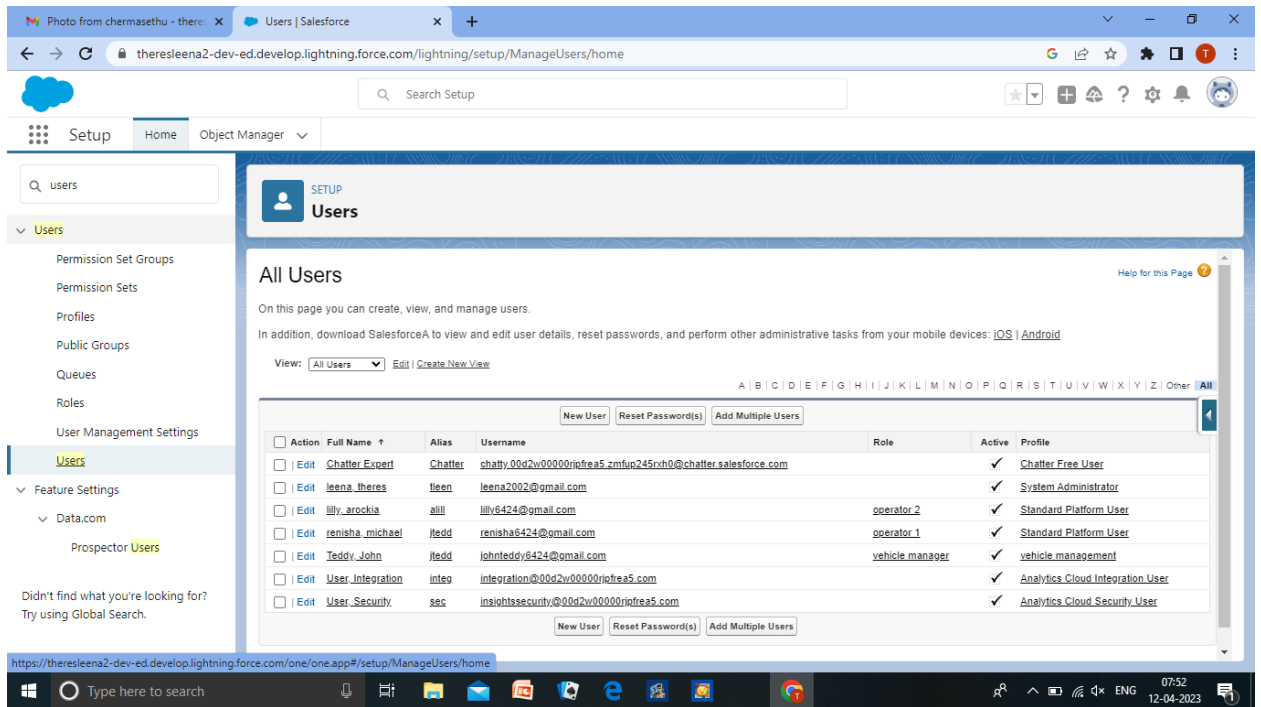 Photo from chermasethu - theres
Users | Salesforce
theresleena2-dev-ed.develop.lightning.force.com/lightning/setup/ManageUsers/home
T
Search Setup
Setup Home Object Manager
users
SETUP
Users
Users
Permission Set Groups
Permission Sets
Profiles
Public Groups
Queues
Roles
User Management Settings
Users
Feature Settings
Data.com
Prospector Users
Didn't find what you're looking for?
Try using Global Search.
All Users
Help for this Page ?
On this page you can create, view, and manage users.
In addition, download SalesforceA to view and edit user details, reset passwords, and perform other administrative tasks from your mobile devices: iOS | Android
View: All Users Edit | Create New View
A | B | C | D | E | F | G | H | I | J | K | L | M | N | O | P | Q | R | S | T | U | V | W | X | Y | Z | Other All
New User Reset Password(s) Add Multiple Users
Action Full Name ↑ Alias Username Role Active Profile
| Edit Chatter Expert Chatter chatty.00d2w00000rjpfrea5.zmfup245rxh0@chatter.salesforce.com ✓ Chatter Free User
| Edit leena, theres tleen leena2002@gmail.com ✓ System Administrator
| Edit lilly, arockia alill lilly6424@gmail.com operator 2 ✓ Standard Platform User
| Edit renisha, michael jtedd renisha6424@gmail.com operator 1 ✓ Standard Platform User
| Edit Teddy, John jtedd johnteddy6424@gmail.com vehicle manager ✓ vehicle management
| Edit User, Integration integ integration@00d2w00000rjpfrea5.com ✓ Analytics Cloud Integration User
| Edit User, Security sec insightssecurity@00d2w00000rjpfrea5.com ✓ Analytics Cloud Security User
New User Reset Password(s) Add Multiple Users
https://theresleena2-dev-ed.develop.lightning.force.com/one/one.app#/setup/ManageUsers/home
Type here to search
ENG
07:52
12-04-2023
1